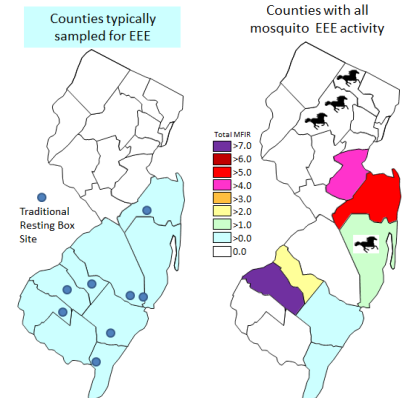 Counties typically
sampled for EEE
Counties with all
mosquito EEE activity
Traditional
Resting Box
Site
Total MFIR
>7.0
>6.0
>5.0
>4.0
>3.0
>2.0
>1.0
>0.0
0.0